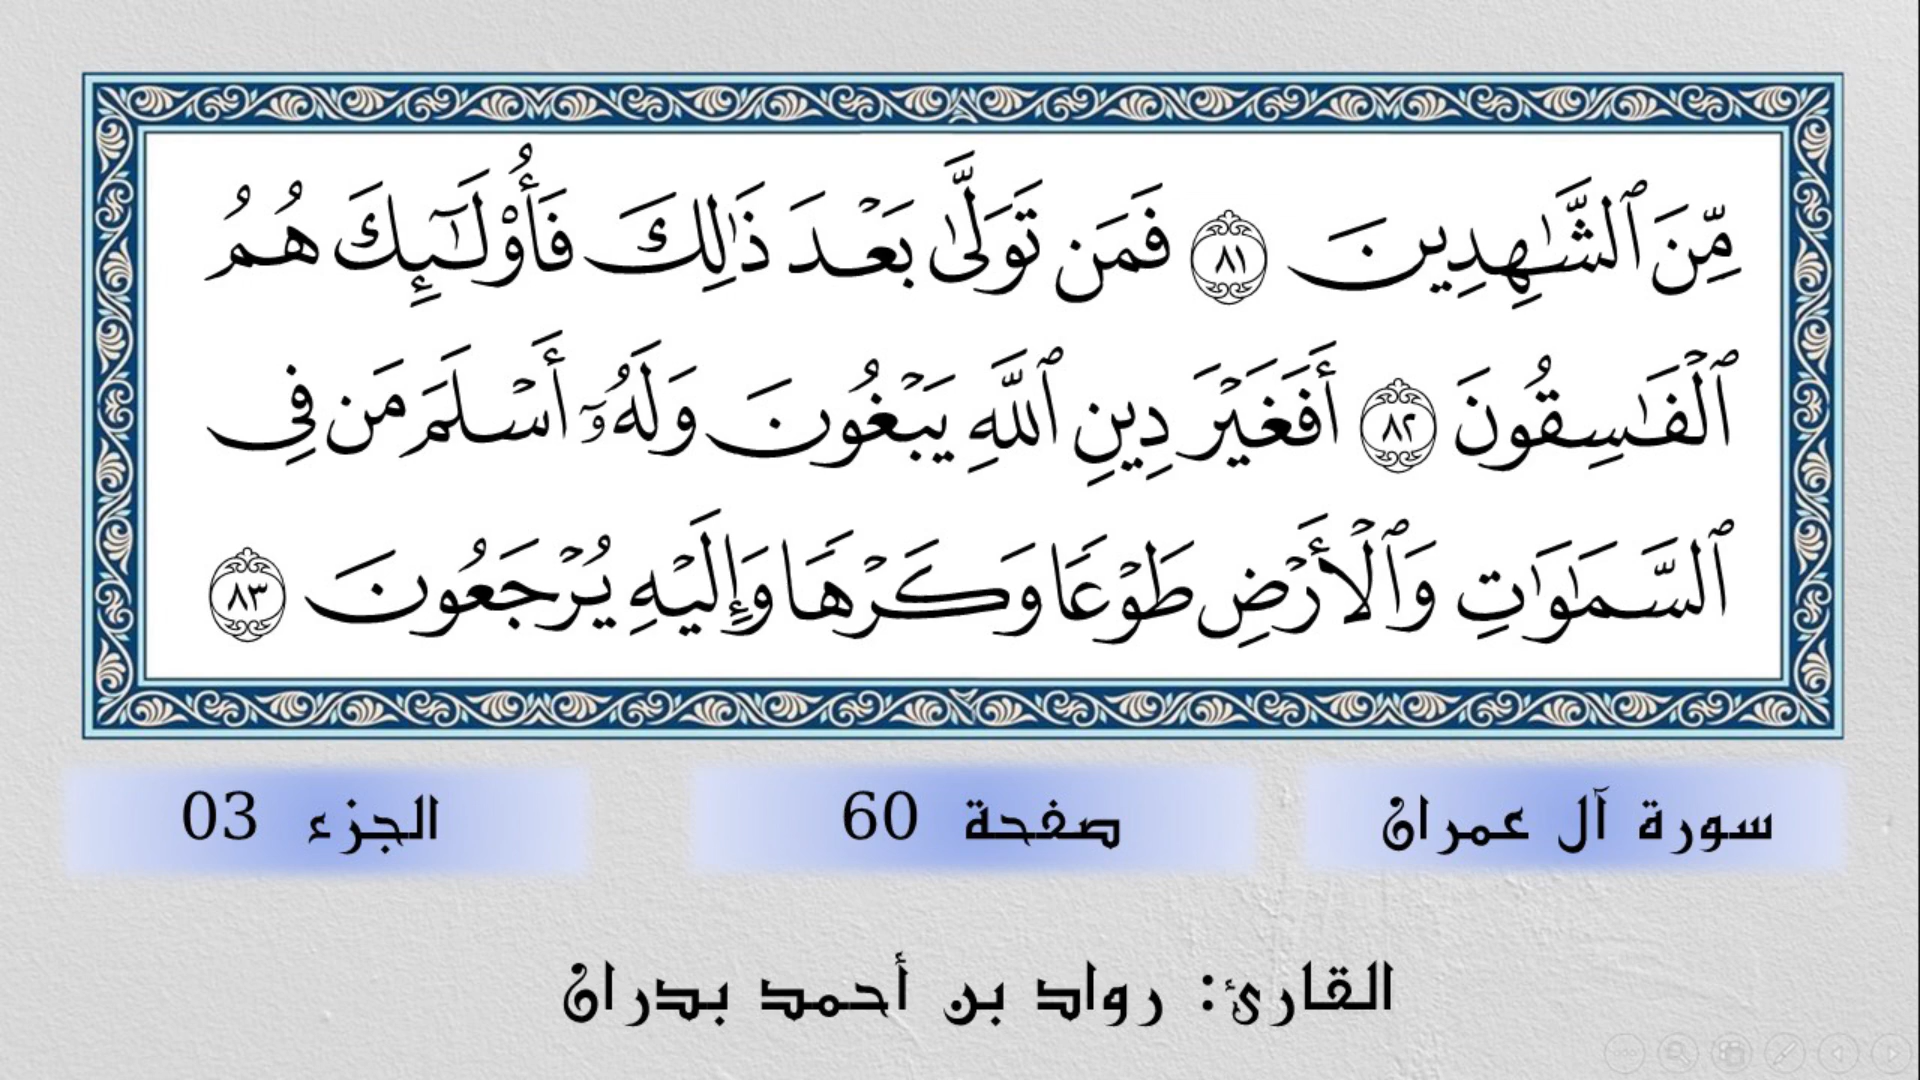 مِّنَ ٱلشَّٰهِدِينَ ٨١ فَمَن تَوَلَّىٰ بَعۡدَ ذَٰلِكَ فَأُوْلَٰٓئِكَ هُمُ
ٱلۡفَٰسِقُونَ ٨٢ أَفَغَيۡرَ دِينِ ٱللَّهِ يَبۡغُونَ وَلَهُۥٓ أَسۡلَمَ مَن فِي
ٱلسَّمَٰوَٰتِ وَٱلۡأَرۡضِ طَوۡعٗا وَكَرۡهٗا وَإِلَيۡهِ يُرۡجَعُونَ ٨٣
سورة آل عمران صفحة 60 الجزء 03
القارئ: رواد بن أحمد بدران